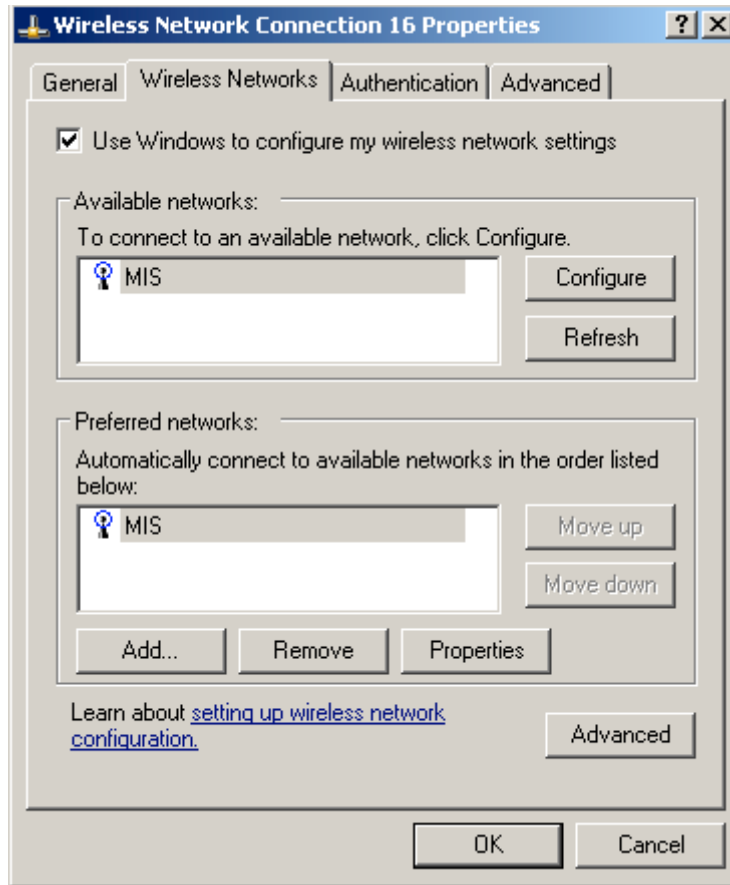 Wireless Network Connection 16 Properties
General Wireless Networks Authentication Advanced
Use Windows to configure my wireless network settings
Available networks:
To connect to an available network, click Configure.
MIS
Configure
Refresh
Preferred networks:
Automatically connect to available networks in the order listed
below:
MIS
Move up
Move down
Add... Remove Properties
Learn about setting up wireless network
configuration.
Advanced
OK Cancel